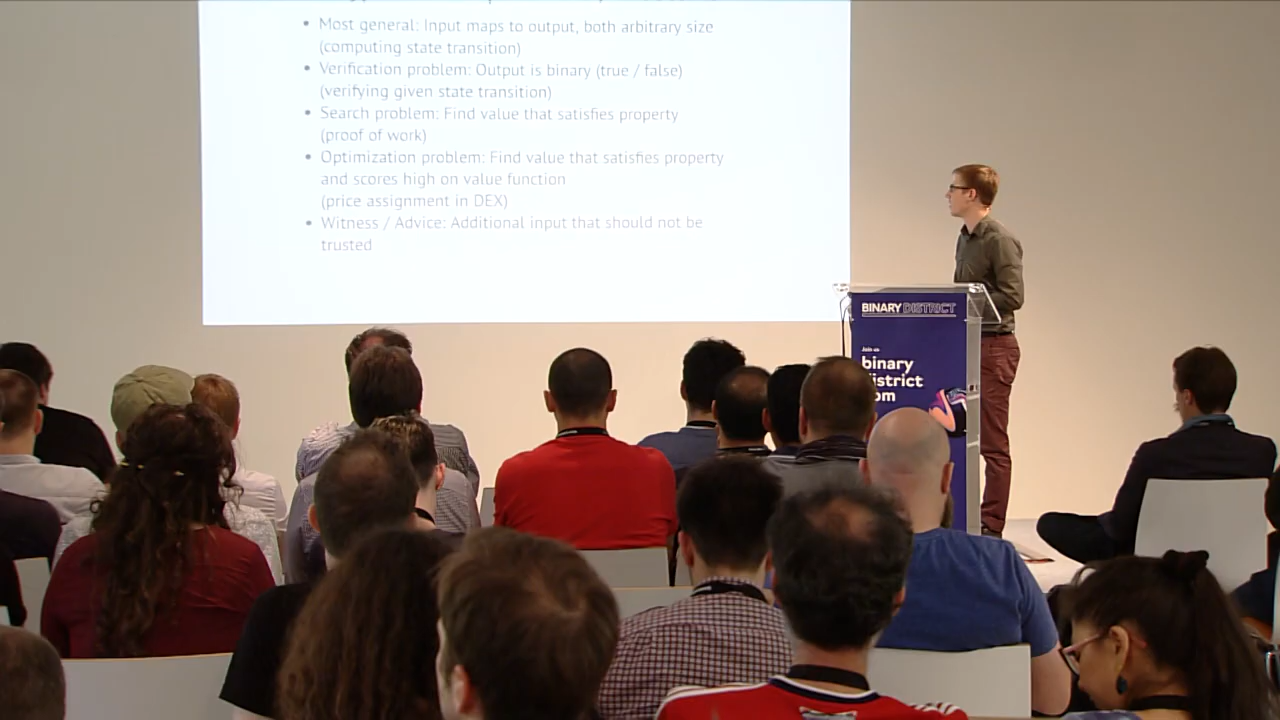 • Most general: Input maps to output, both arbitrary size
(computing state transition)
• Verification problem: Output is binary (true / false)
(verifying given state transition)
• Search problem: Find value that satisfies property
(proof of work)
• Optimization problem: Find value that satisfies property
and scores high on value function
(price assignment in DEX)
• Witness / Advice: Additional input that should not be
trusted
BINARY DISTRICT
Join us
binary
district